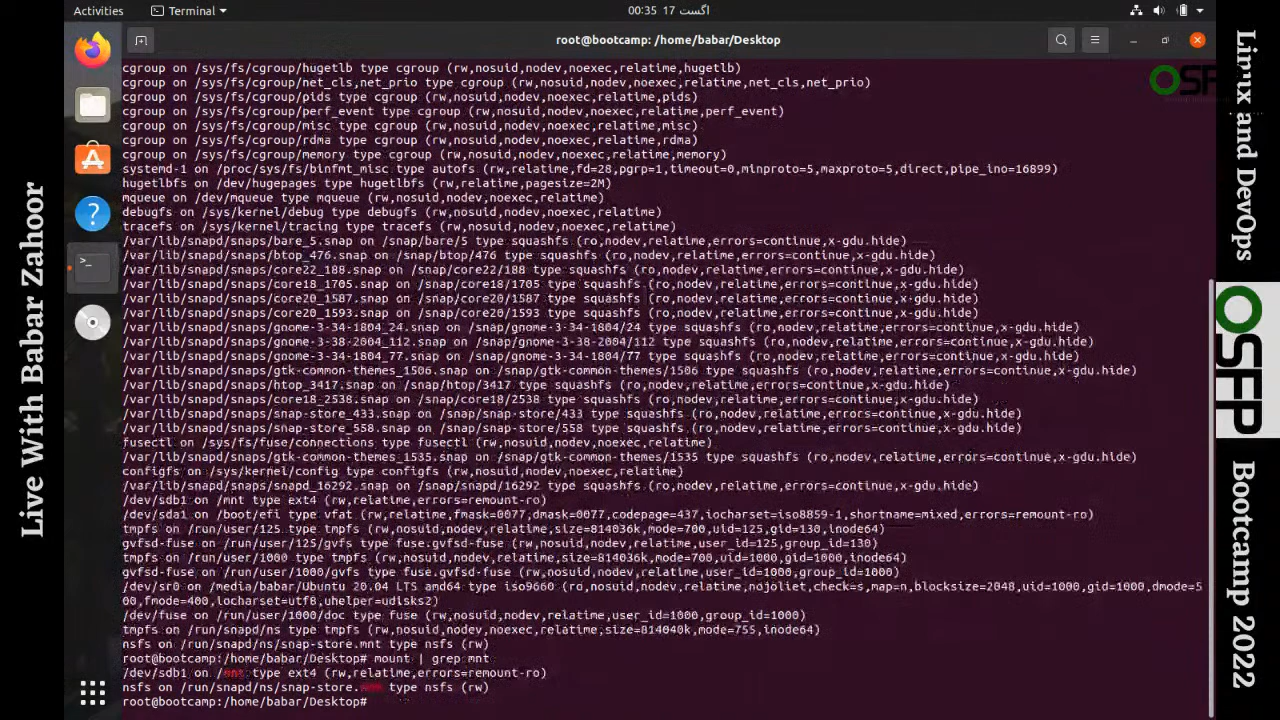 Activities
Terminal
00:35 17 اگست
root@bootcamp: /home/babar/Desktop
cgroup on /sys/fs/cgroup/hugetlb type cgroup (rw,nosuid,nodev,noexec,relatime,hugetlb)
cgroup on /sys/fs/cgroup/net_cls,net_prio type cgroup (rw,nosuid,nodev,noexec,relatime,net_cls,net_prio)
cgroup on /sys/fs/cgroup/pids type cgroup (rw,nosuid,nodev,noexec,relatime,pids)
cgroup on /sys/fs/cgroup/perf_event type cgroup (rw,nosuid,nodev,noexec,relatime,perf_event)
cgroup on /sys/fs/cgroup/misc type cgroup (rw,nosuid,nodev,noexec,relatime,misc)
cgroup on /sys/fs/cgroup/rdma type cgroup (rw,nosuid,nodev,noexec,relatime,rdma)
cgroup on /sys/fs/cgroup/memory type cgroup (rw,nosuid,nodev,noexec,relatime,memory)
systemd-1 on /proc/sys/fs/binfmt_misc type autofs (rw,relatime,fd=28,pgrp=1,timeout=0,minproto=5,maxproto=5,direct,pipe_ino=16899)
hugetlbfs on /dev/hugepages type hugetlbfs (rw,relatime,pagesize=2M)
mqueue on /dev/mqueue type mqueue (rw,nosuid,nodev,noexec,relatime)
debugfs on /sys/kernel/debug type debugfs (rw,nosuid,nodev,noexec,relatime)
tracefs on /sys/kernel/tracing type tracefs (rw,nosuid,nodev,noexec,relatime)
/var/lib/snapd/snaps/bare_5.snap on /snap/bare/5 type squashfs (ro,nodev,relatime,errors=continue,x-gdu.hide)
/var/lib/snapd/snaps/btop_476.snap on /snap/btop/476 type squashfs (ro,nodev,relatime,errors=continue,x-gdu.hide)
/var/lib/snapd/snaps/core22_188.snap on /snap/core22/188 type squashfs (ro,nodev,relatime,errors=continue,x-gdu.hide)
/var/lib/snapd/snaps/core18_1705.snap on /snap/core18/1705 type squashfs (ro,nodev,relatime,errors=continue,x-gdu.hide)
/var/lib/snapd/snaps/core20_1587.snap on /snap/core20/1587 type squashfs (ro,nodev,relatime,errors=continue,x-gdu.hide)
/var/lib/snapd/snaps/core20_1593.snap on /snap/core20/1593 type squashfs (ro,nodev,relatime,errors=continue,x-gdu.hide)
/var/lib/snapd/snaps/gnome-3-34-1804_24.snap on /snap/gnome-3-34-1804/24 type squashfs (ro,nodev,relatime,errors=continue,x-gdu.hide)
/var/lib/snapd/snaps/gnome-3-38-2004_112.snap on /snap/gnome-3-38-2004/112 type squashfs (ro,nodev,relatime,errors=continue,x-gdu.hide)
/var/lib/snapd/snaps/gnome-3-34-1804_77.snap on /snap/gnome-3-34-1804/77 type squashfs (ro,nodev,relatime,errors=continue,x-gdu.hide)
/var/lib/snapd/snaps/gtk-common-themes_1506.snap on /snap/gtk-common-themes/1506 type squashfs (ro,nodev,relatime,errors=continue,x-gdu.hide)
/var/lib/snapd/snaps/htop_3417.snap on /snap/htop/3417 type squashfs (ro,nodev,relatime,errors=continue,x-gdu.hide)
/var/lib/snapd/snaps/core18_2538.snap on /snap/core18/2538 type squashfs (ro,nodev,relatime,errors=continue,x-gdu.hide)
/var/lib/snapd/snaps/snap-store_433.snap on /snap/snap-store/433 type squashfs (ro,nodev,relatime,errors=continue,x-gdu.hide)
/var/lib/snapd/snaps/snap-store_558.snap on /snap/snap-store/558 type squashfs (ro,nodev,relatime,errors=continue,x-gdu.hide)
fusectl on /sys/fs/fuse/connections type fusectl (rw,nosuid,nodev,noexec,relatime)
/var/lib/snapd/snaps/gtk-common-themes_1535.snap on /snap/gtk-common-themes/1535 type squashfs (ro,nodev,relatime,errors=continue,x-gdu.hide)
configfs on /sys/kernel/config type configfs (rw,nosuid,nodev,noexec,relatime)
/var/lib/snapd/snaps/snapd_16292.snap on /snap/snapd/16292 type squashfs (ro,nodev,relatime,errors=continue,x-gdu.hide)
/dev/sdb1 on /mnt type ext4 (rw,relatime,errors=remount-ro)
/dev/sda1 on /boot/efi type vfat (rw,relatime,fmask=0077,dmask=0077,codepage=437,iocharset=iso8859-1,shortname=mixed,errors=remount-ro)
tmpfs on /run/user/125 type tmpfs (rw,nosuid,nodev,relatime,size=814036k,mode=700,uid=125,gid=130,inode64)
gvfsd-fuse on /run/user/125/gvfs type fuse.gvfsd-fuse (rw,nosuid,nodev,relatime,user_id=125,group_id=130)
tmpfs on /run/user/1000 type tmpfs (rw,nosuid,nodev,relatime,size=814036k,mode=700,uid=1000,gid=1000,inode64)
gvfsd-fuse on /run/user/1000/gvfs type fuse.gvfsd-fuse (rw,nosuid,nodev,relatime,user_id=1000,group_id=1000)
/dev/sr0 on /media/babar/Ubuntu 20.04 LTS amd64 type iso9660 (ro,nosuid,nodev,relatime,nojoliet,check=s,map=n,blocksize=2048,uid=1000,gid=1000,dmode=5
00,fmode=400,iocharset=utf8,uhelper=udisks2)
/dev/fuse on /run/user/1000/doc type fuse (rw,nosuid,nodev,relatime,user_id=1000,group_id=1000)
tmpfs on /run/snapd/ns type tmpfs (rw,nosuid,nodev,noexec,relatime,size=814040k,mode=755,inode64)
nsfs on /run/snapd/ns/snap-store.mnt type nsfs (rw)
root@bootcamp:/home/babar/Desktop# mount | grep mnt
/dev/sdb1 on /mnt type ext4 (rw,relatime,errors=remount-ro)
nsfs on /run/snapd/ns/snap-store.mnt type nsfs (rw)
root@bootcamp:/home/babar/Desktop#
Live With Babar Zahoor
Linux and DevOps
OSFP
Bootcamp 2022